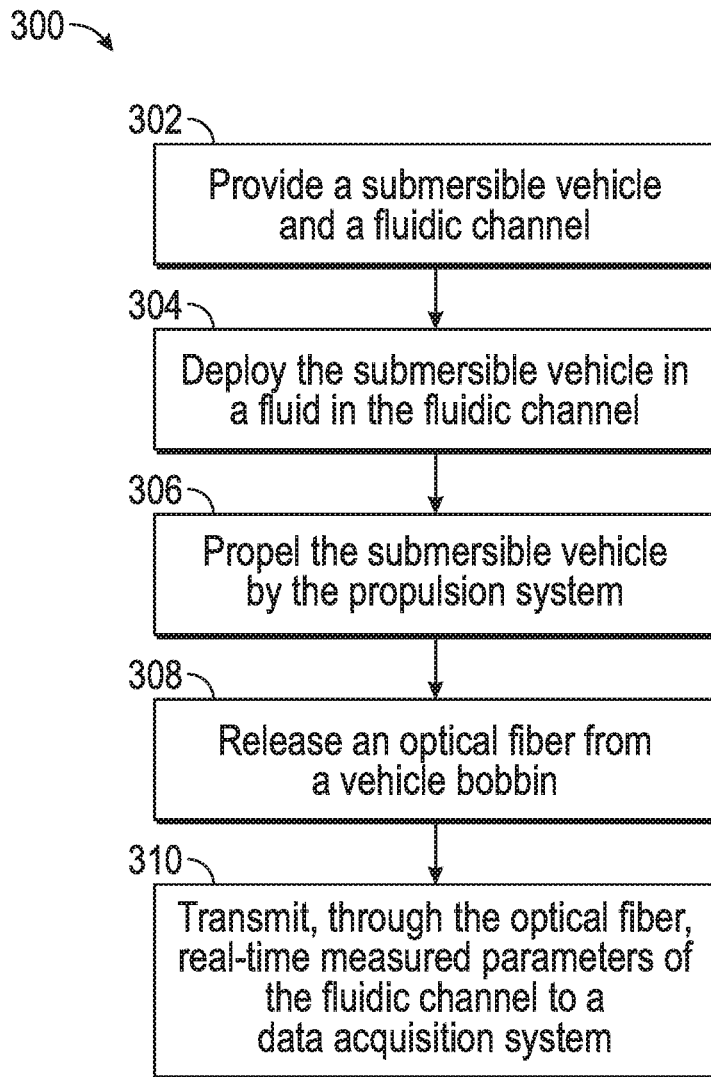 300
302
Provide a submersible vehicle
and a fluidic channel
304
Deploy the submersible vehicle in
a fluid in the fluidic channel
306
Propel the submersible vehicle
by the propulsion system
308
Release an optical fiber from
a vehicle bobbin
310
Transmit, through the optical fiber,
real-time measured parameters of
the fluidic channel to a
data acquisition system